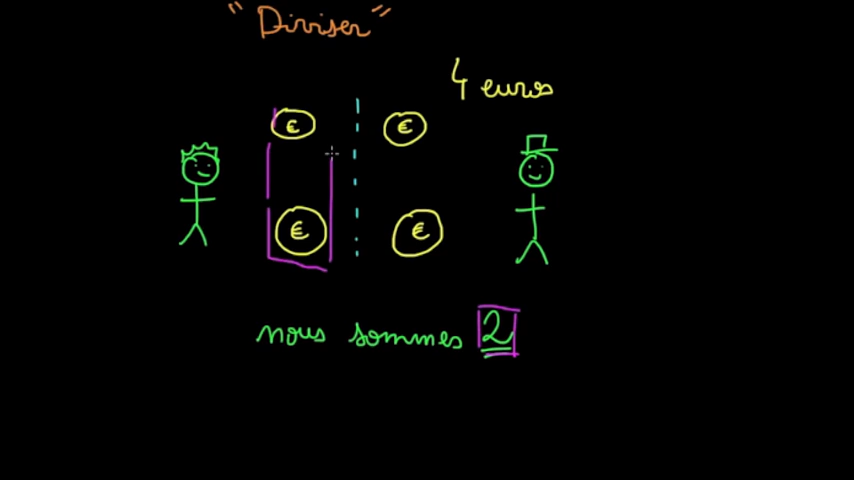 "Diviser"
4 euros
€ €
€ €
nous sommes 2